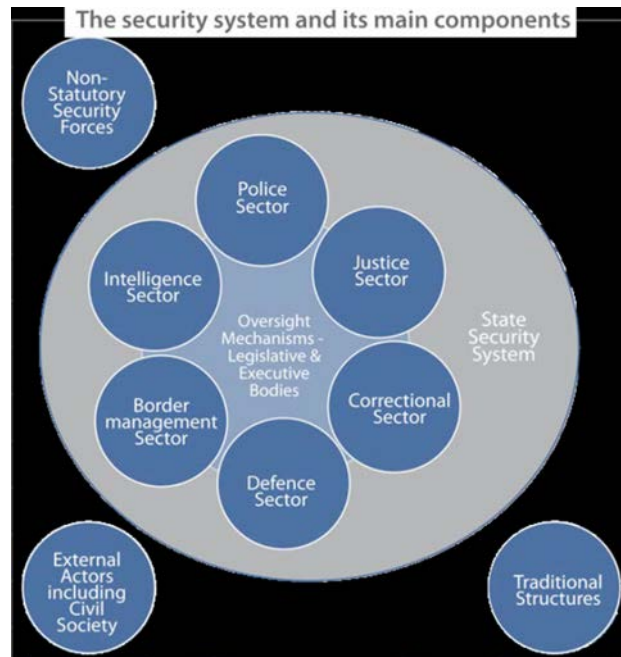 The security system and its main components
Non-
Statutory
Security
Forces
Police
Sector
Intelligence
Sector
Justice
Sector
Oversight
Mechanisms -
Legislative &
Executive
Bodies
State
Security
System
Border
management
Sector
Correctional
Sector
Defence
Sector
External
Actors
including
Civil
Society
Traditional
Structures